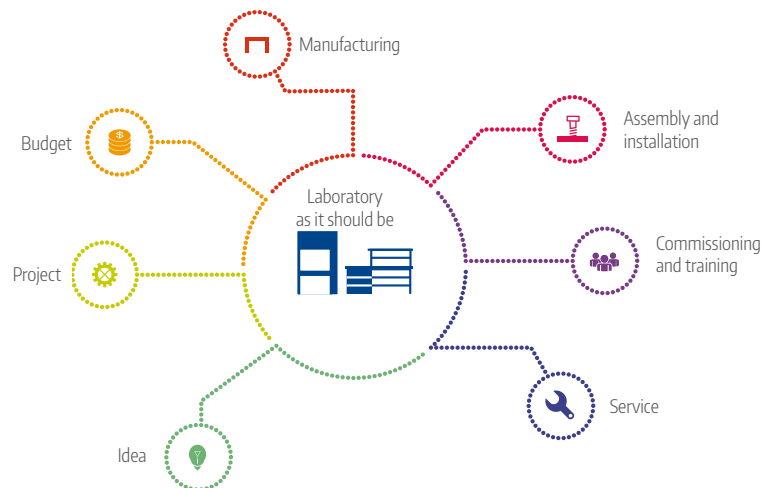 Manufacturing
Assembly and
installation
Budget
Laboratory
as it should be
Commissioning
and training
Project
Service
Idea
$